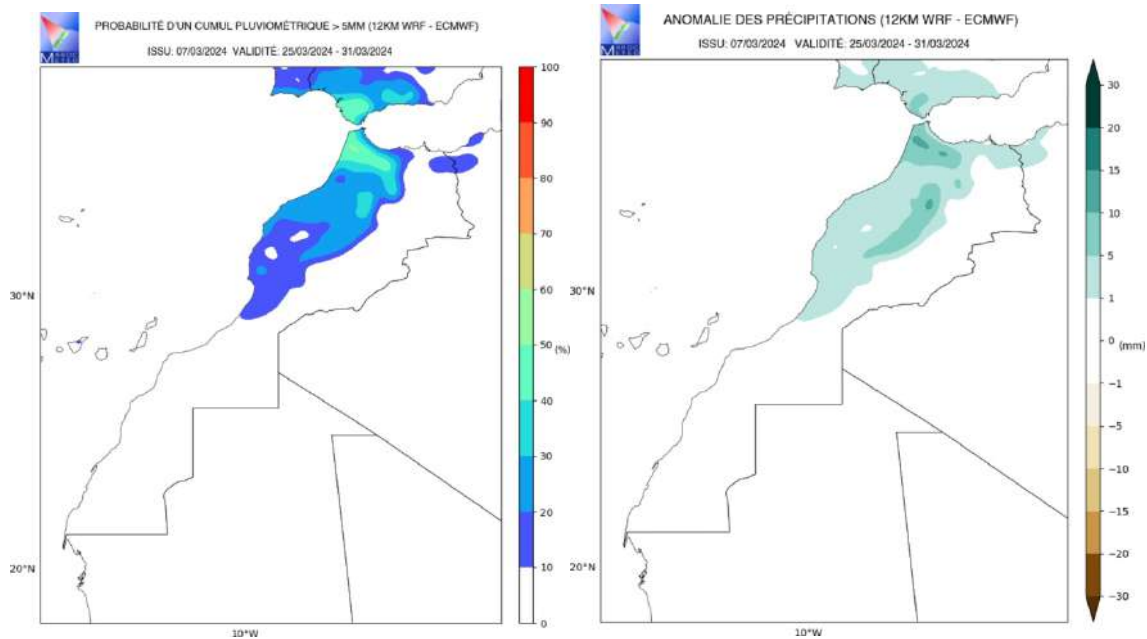 PROBABILITÉ D'UN CUMUL PLUVIOMÉTRIQUE > 5MM (12KM WRF - ECMWF)
ISSU: 07/03/2024 VALIDITÉ: 25/03/2024 - 31/03/2024
100
90
80
70
60
50
(%)
40
30
20
10
0
30°N
20°N
10°W
ANOMALIE DES PRÉCIPITATIONS (12KM WRF - ECMWF)
ISSU: 07/03/2024 VALIDITÉ: 25/03/2024 - 31/03/2024
30
20
15
10
5
1
0
(mm)
−1
−5
−10
−15
−20
−30
30°N
20°N
10°W